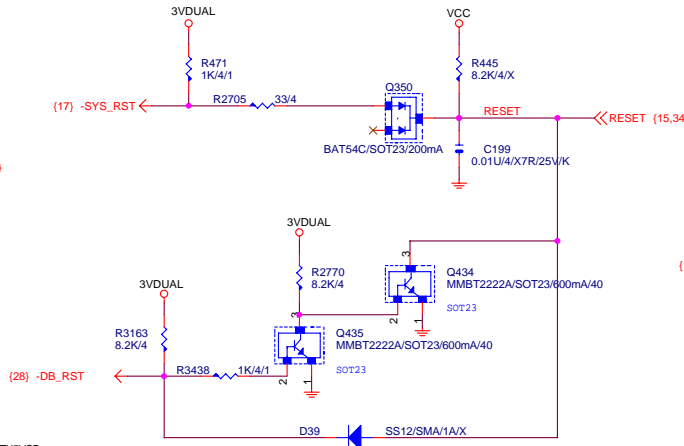 3VDUAL
VCC
R471
1K/4/1
R445
8.2K/4/X
Q350
{17} -SYS_RST
R2705
33/4
RESET
RESET {15,34
BAT54C/SOT23/200mA
C199
0.01U/4/X7R/25V/K
3VDUAL
3
Q434
MMBT2222A/SOT23/600mA/40
SOT23
R2770
8.2K/4
2
1
3VDUAL
3
Q435
MMBT2222A/SOT23/600mA/40
SOT23
R3163
8.2K/4
{28} -DB_RST
R3438
1K/4/1
2
1
D39
SS12/SMA/1A/X